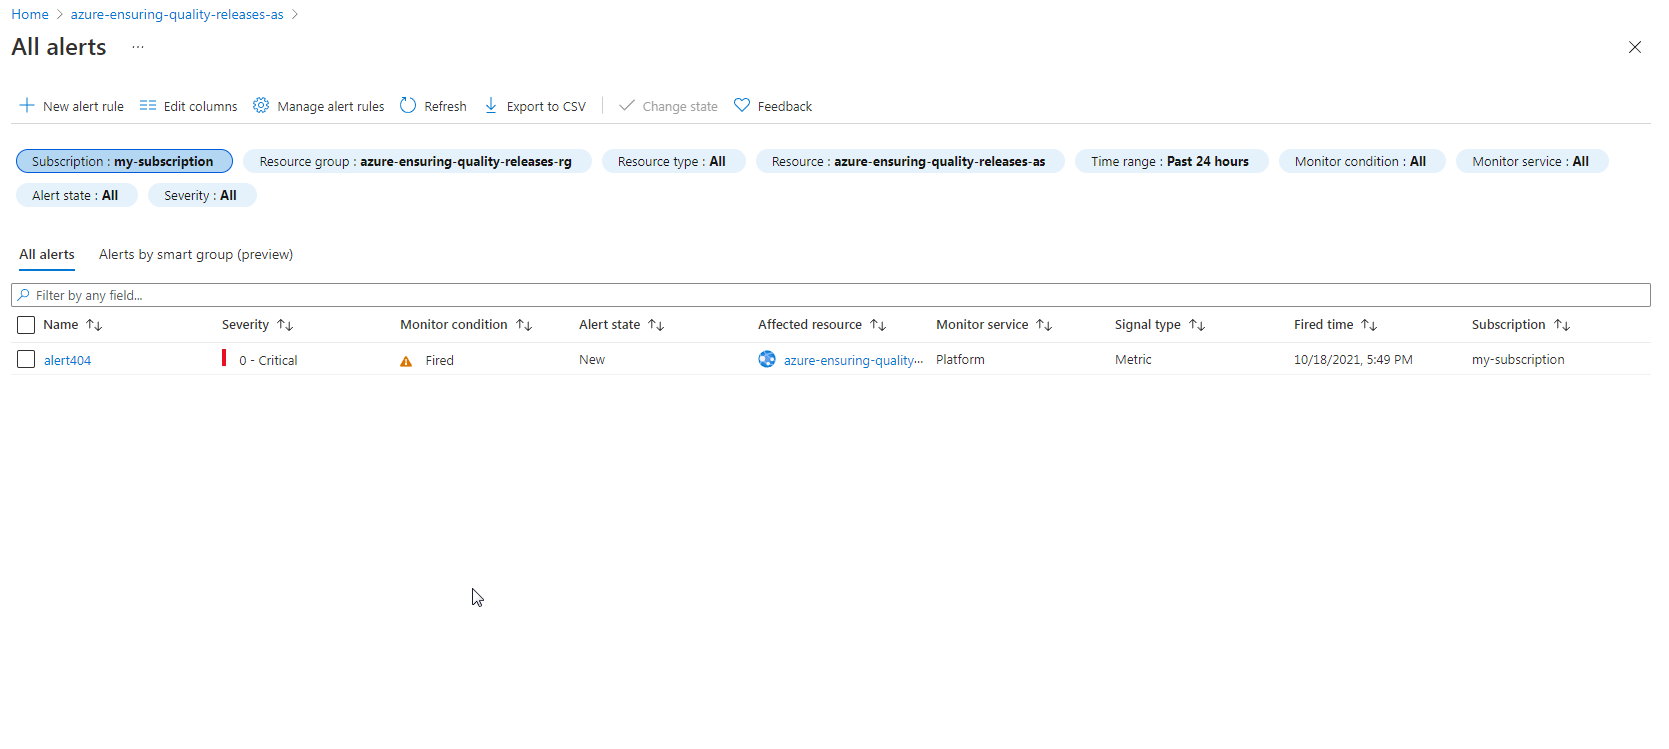 Home > azure-ensuring-quality-releases-as >
All alerts ...
New alert rule Edit columns Manage alert rules Refresh Export to CSV Change state Feedback
Subscription : my-subscription Resource group : azure-ensuring-quality-releases-rg Resource type : All Resource : azure-ensuring-quality-releases-as Time range : Past 24 hours Monitor condition : All Monitor service : All
Alert state : All Severity : All
All alerts Alerts by smart group (preview)
Filter by any field...
Name Severity Monitor condition Alert state Affected resource Monitor service Signal type Fired time Subscription
alert404 0 - Critical Fired New azure-ensuring-quality... Platform Metric 10/18/2021, 5:49 PM my-subscription